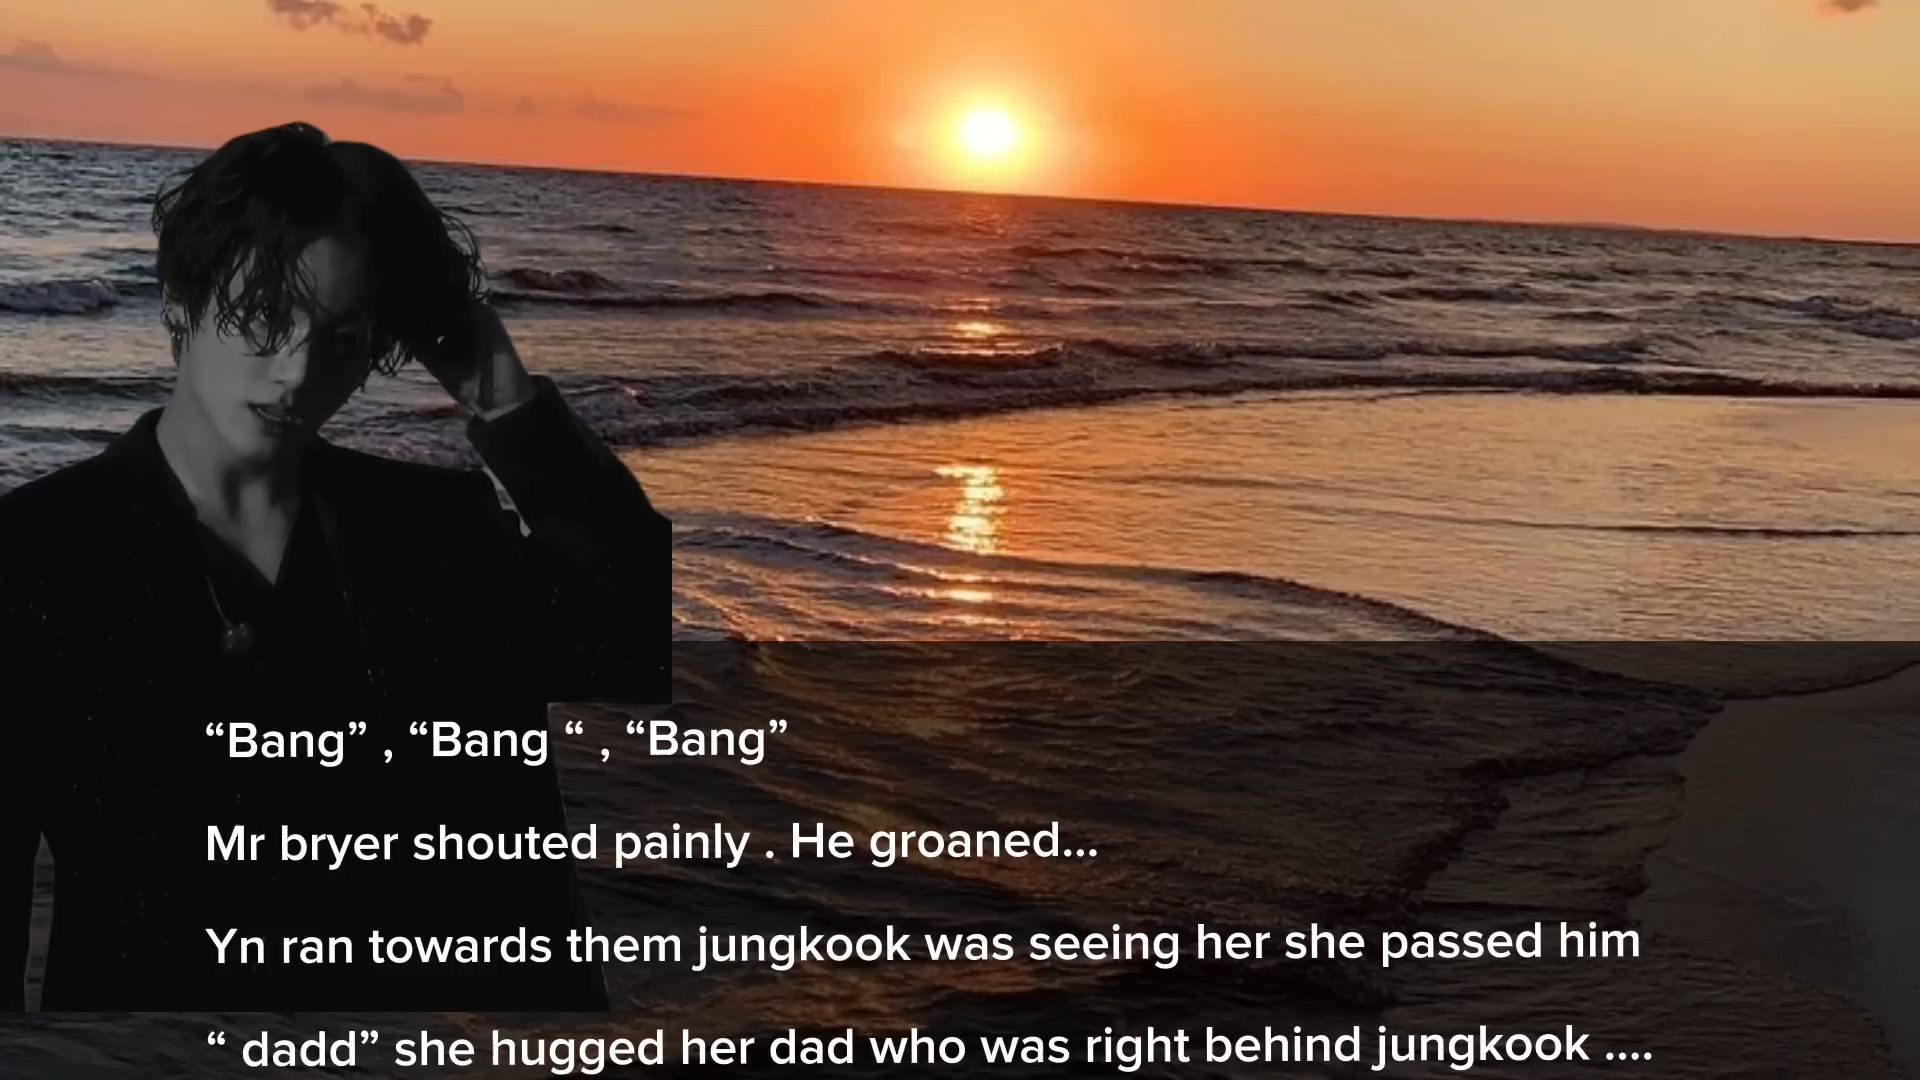 “Bang” , “Bang “ , “Bang”
Mr bryer shouted painly . He groaned...
Yn ran towards them jungkook was seeing her she passed him
“ dadd” she hugged her dad who was right behind jungkook ....